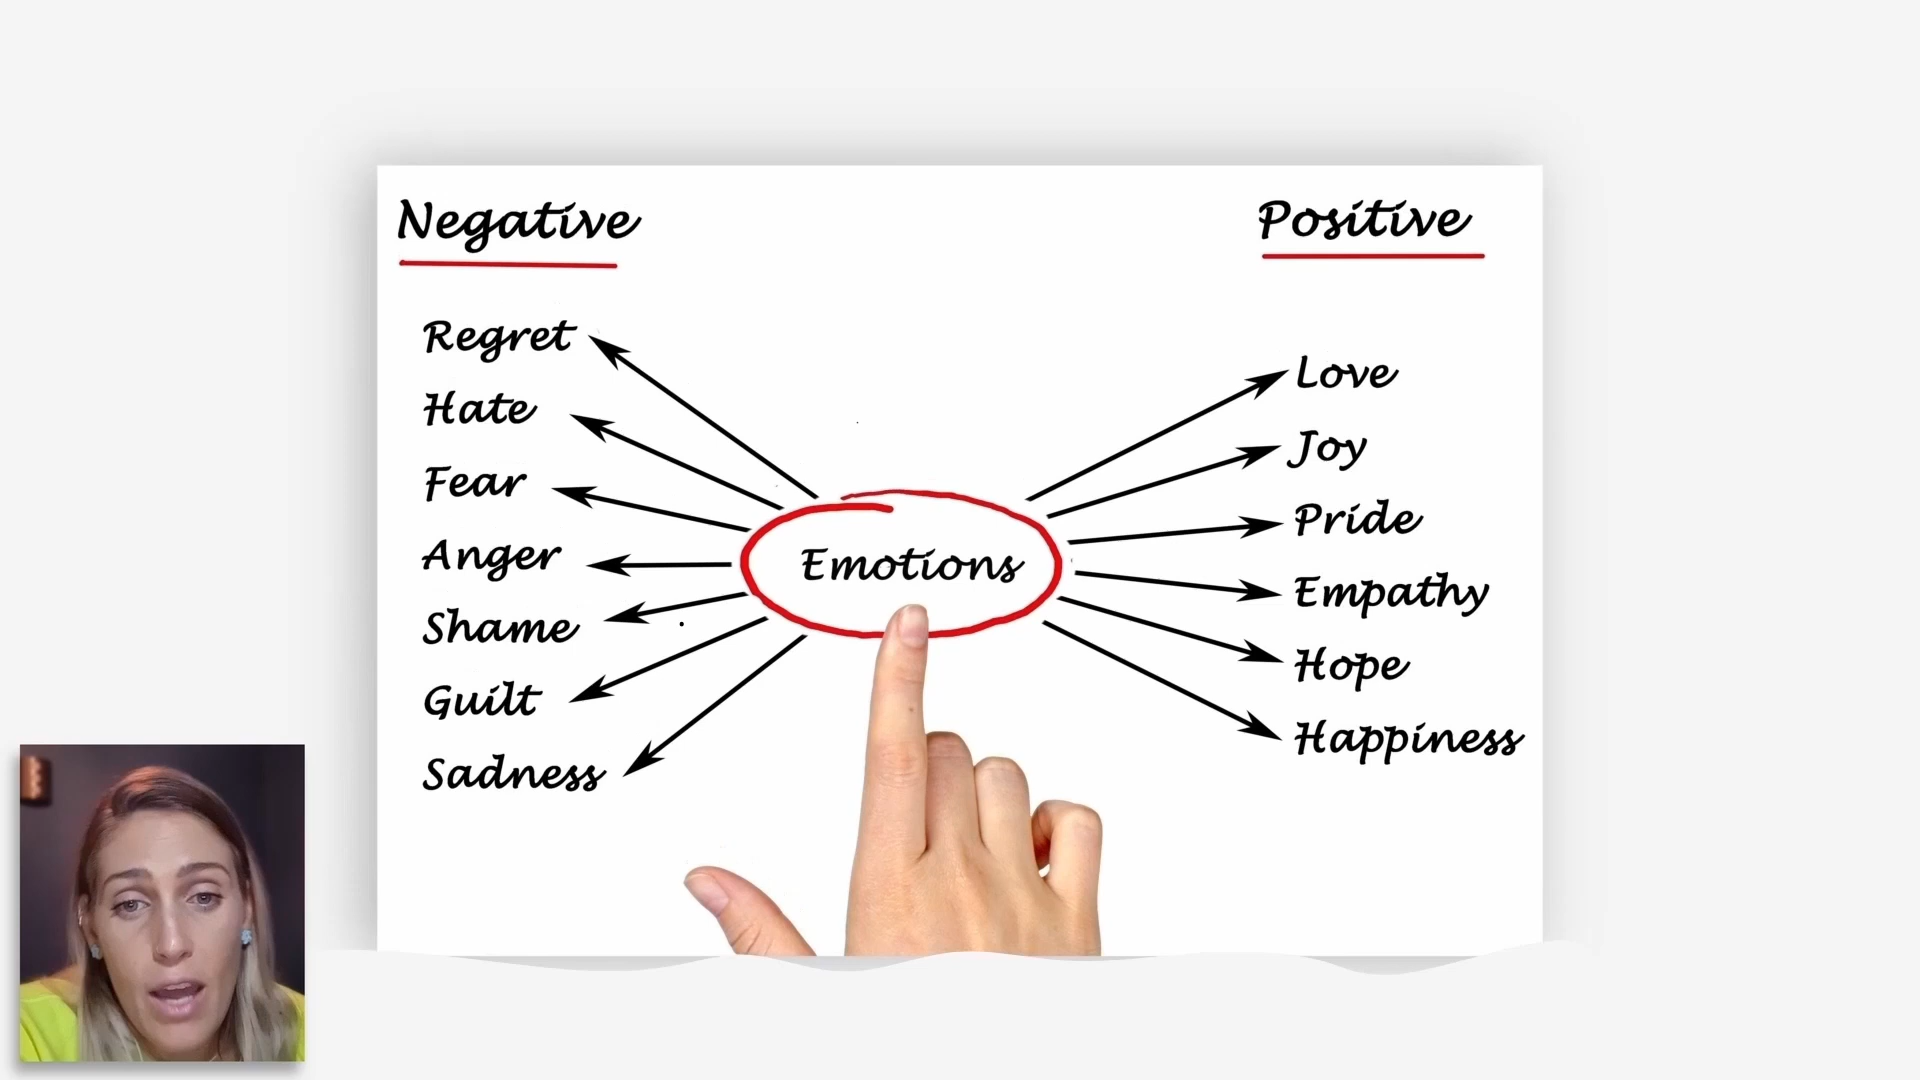 Negative
Regret
Hate
Fear
Anger
Shame
Guilt
Sadness
Emotions
Positive
Love
Joy
Pride
Empathy
Hope
Happiness